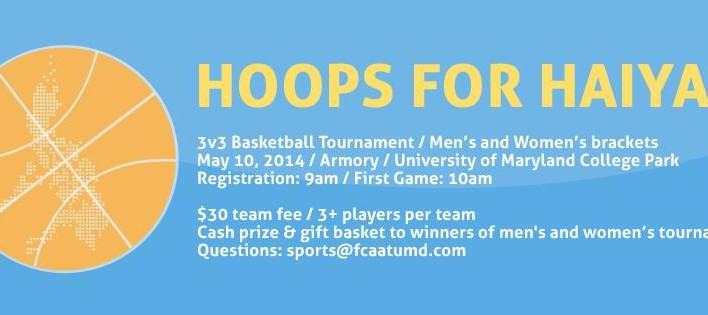 HOOPS FOR HAIYA
3v3 Basketball Tournament / Men's and Women's brackets
May 10, 2014 / Armory / University of Maryland College Park
Registration: 9am / First Game: 10am
$30 team fee / 3+ players per team
Cash prize & gift basket to winners of men's and women's tourna
Questions: sports@fcaatumd.com